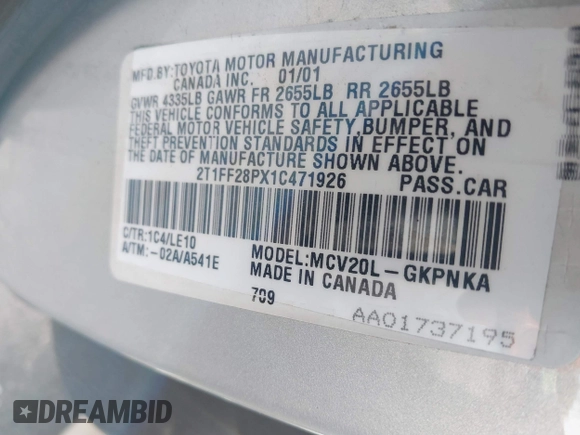 MFD.BY:TOYOTA MOTOR MANUFACTURING
CANADA INC. 01/01
GVWR 4335LB GAWR FR 2655LB RR 2655LB
THIS VEHICLE CONFORMS TO ALL APPLICABLE
FEDERAL MOTOR VEHICLE SAFETY,BUMPER, AND
THEFT PREVENTION STANDARDS IN EFFECT ON
THE DATE OF MANUFACTURE SHOWN ABOVE.
2T1FF28PX1C471926 PASS.CAR
C/TR:1C4/LE10
A/TM:-02A/A541E MODEL:MCV20L-GKPNKA
MADE IN CANADA
709
AA01737195
DREAMBID